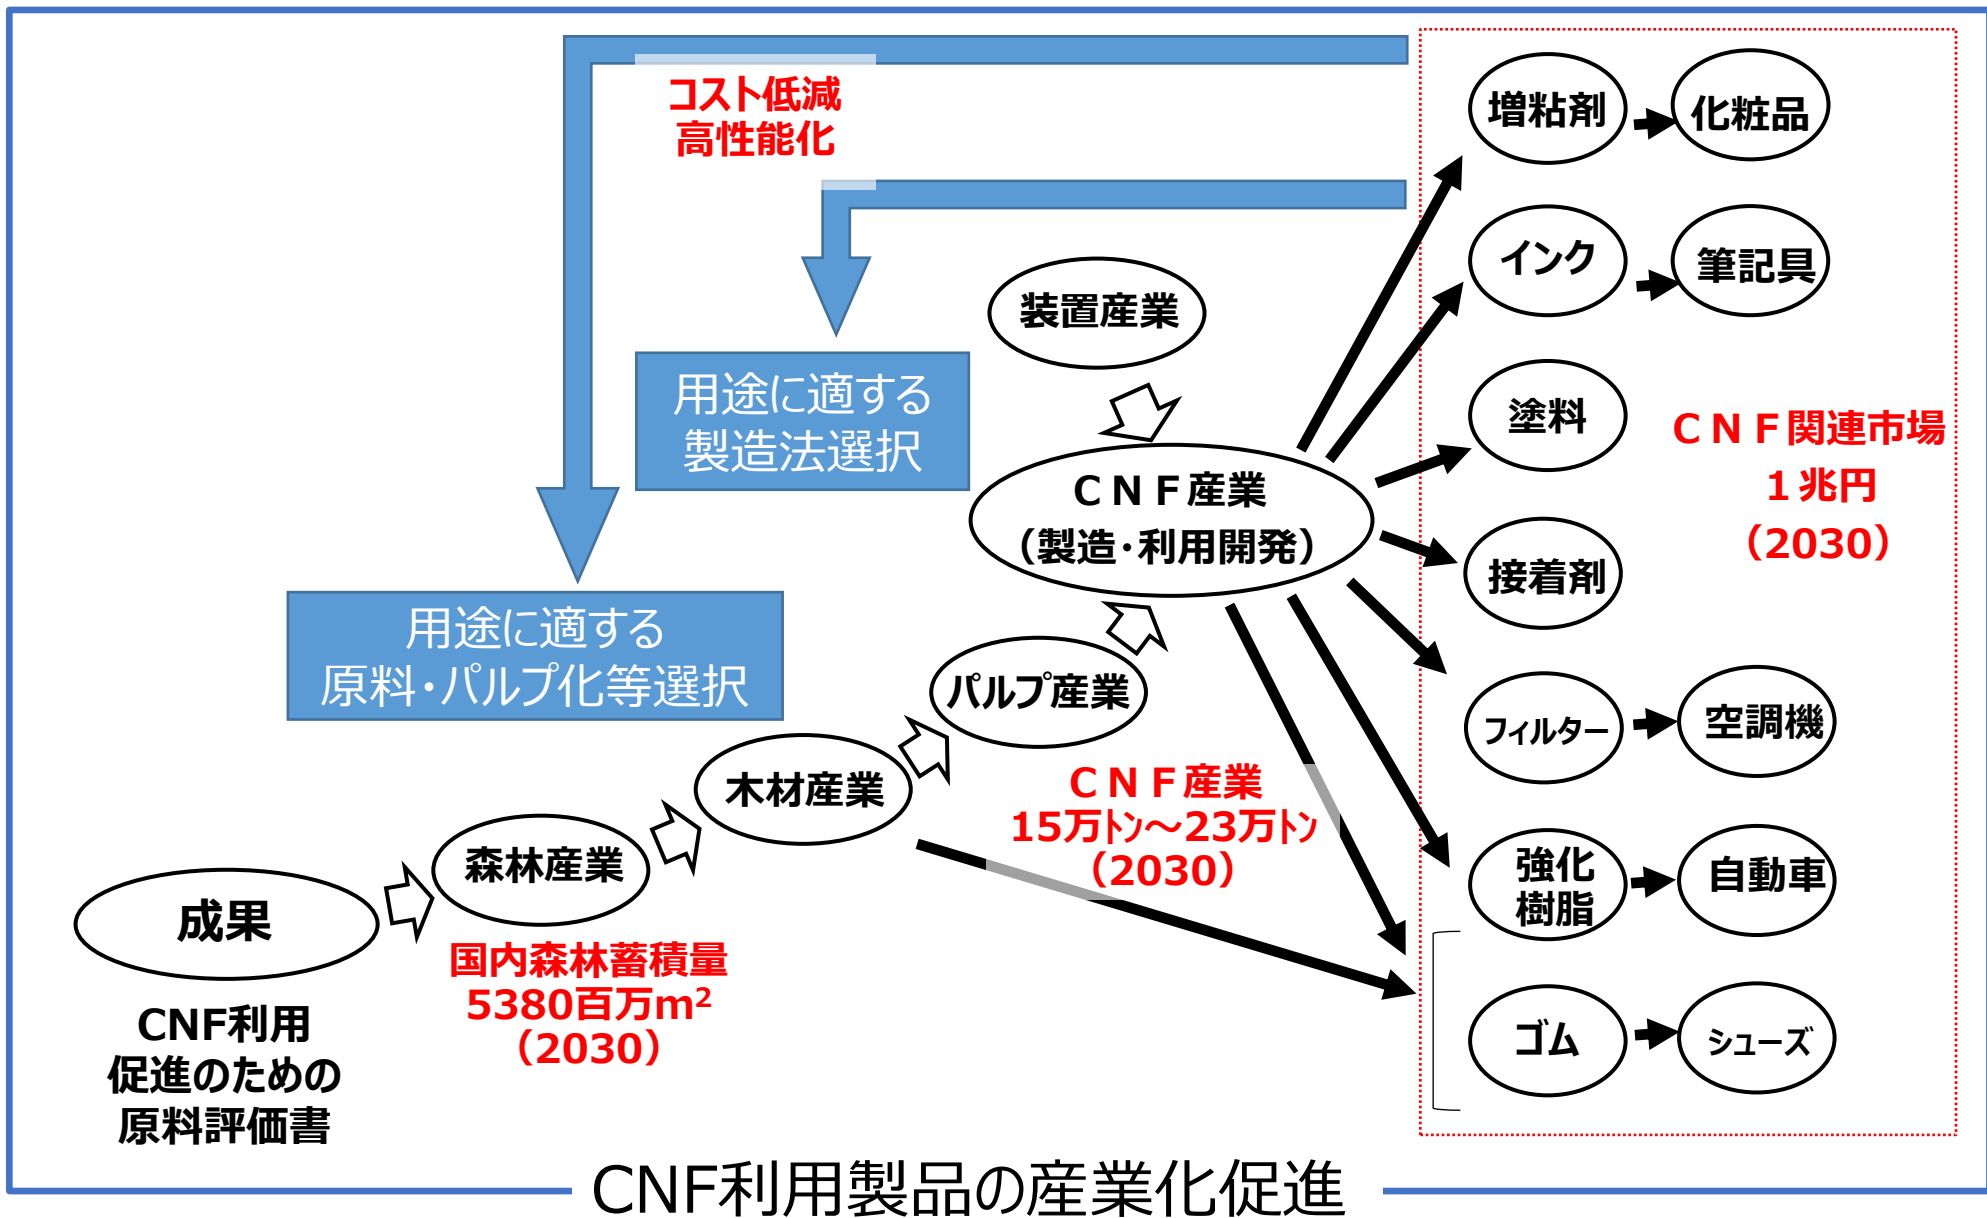 コスト低減
高性能化
増粘剤
化粧品
インク
筆記具
装置産業
用途に適する
製造法選択
塗料
ＣＮＦ関連市場
１兆円
（2030）
ＣＮＦ産業
（製造・利用開発）
接着剤
用途に適する
原料・パルプ化等選択
パルプ産業
フィルター
空調機
木材産業
ＣＮＦ産業
15万トン～23万トン
（2030）
森林産業
強化
樹脂
自動車
成果
国内森林蓄積量
5380百万m²
（2030）
CNF利用
促進のための
原料評価書
ゴム
シューズ
CNF利用製品の産業化促進